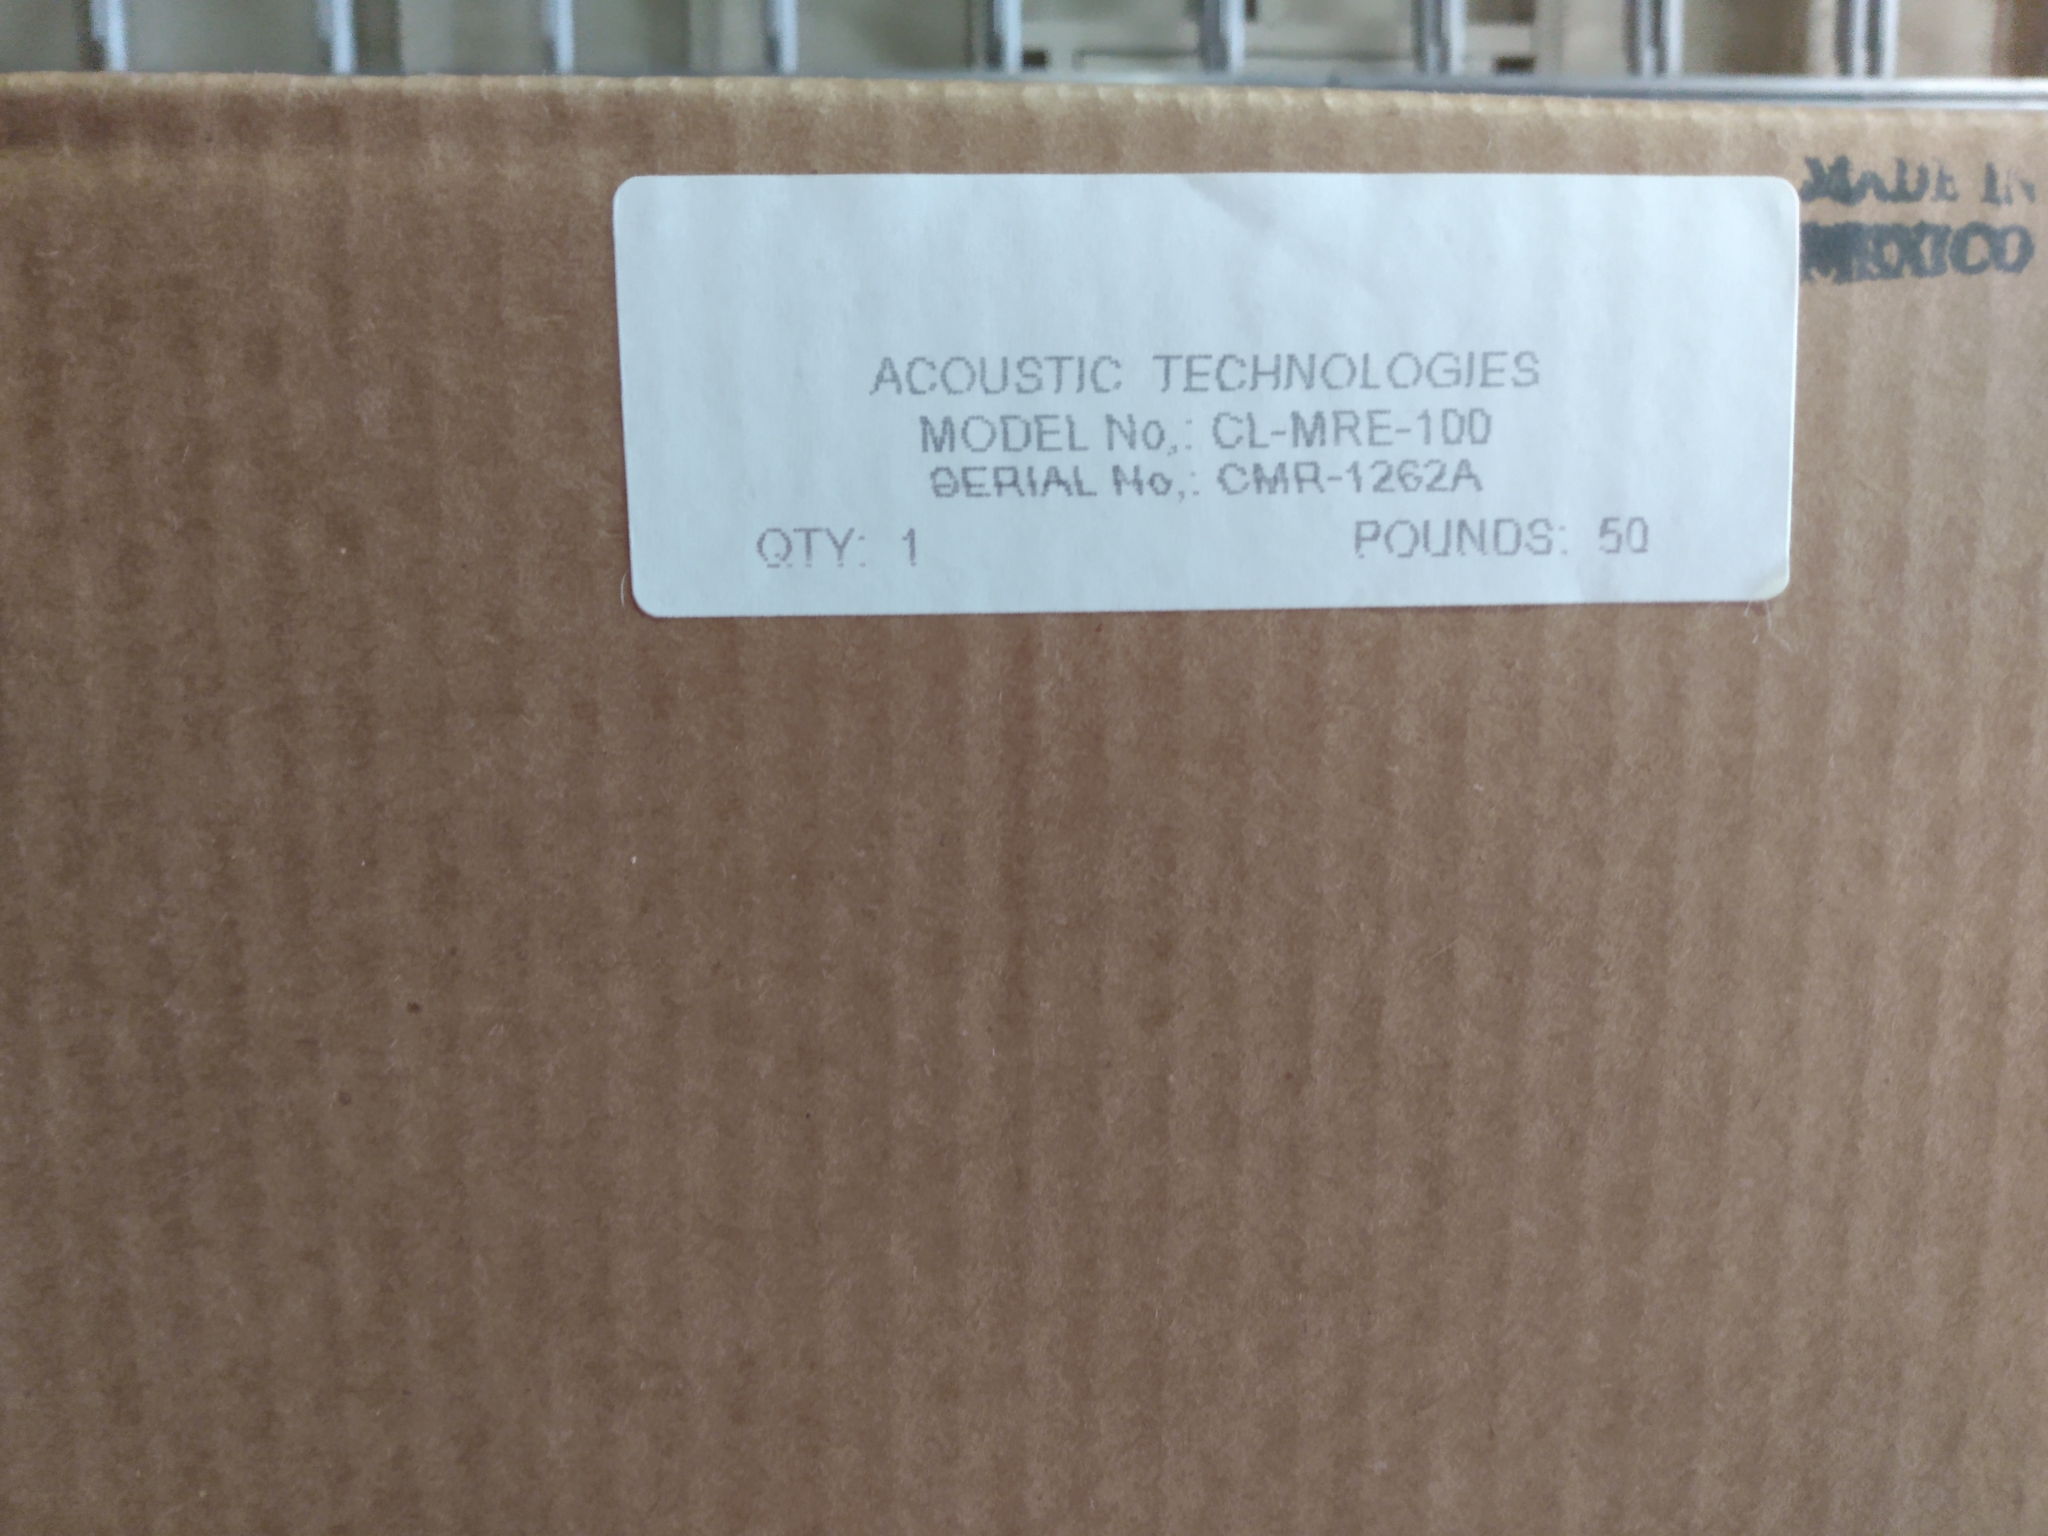 MADE IN
MEXICO
ACOUSTIC TECHNOLOGIES
MODEL No,: CL-MRE-100
SERIAL No,: CMR-1262A
QTY: 1 POUNDS: 50